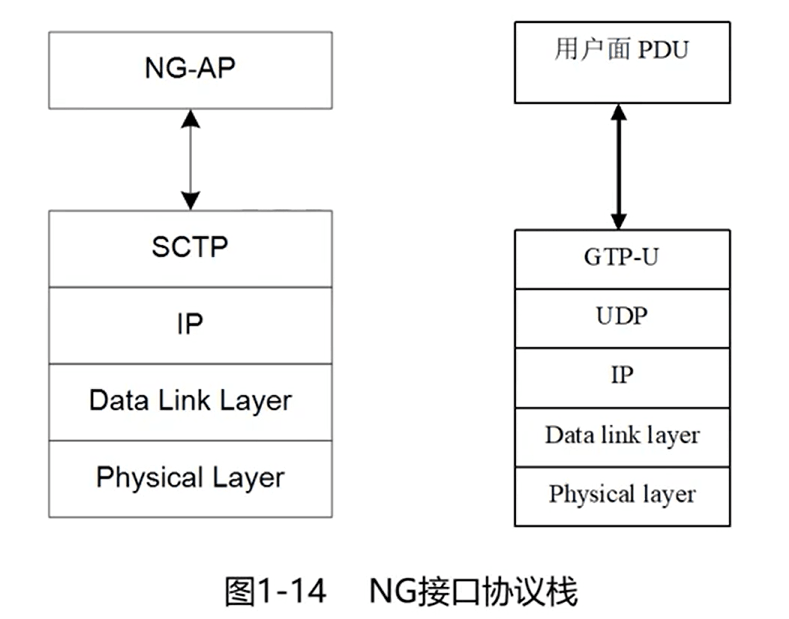 NG-AP
SCTP
IP
Data Link Layer
Physical Layer
用户面 PDU
GTP-U
UDP
IP
Data link layer
Physical layer
图1-14 NG接口协议栈